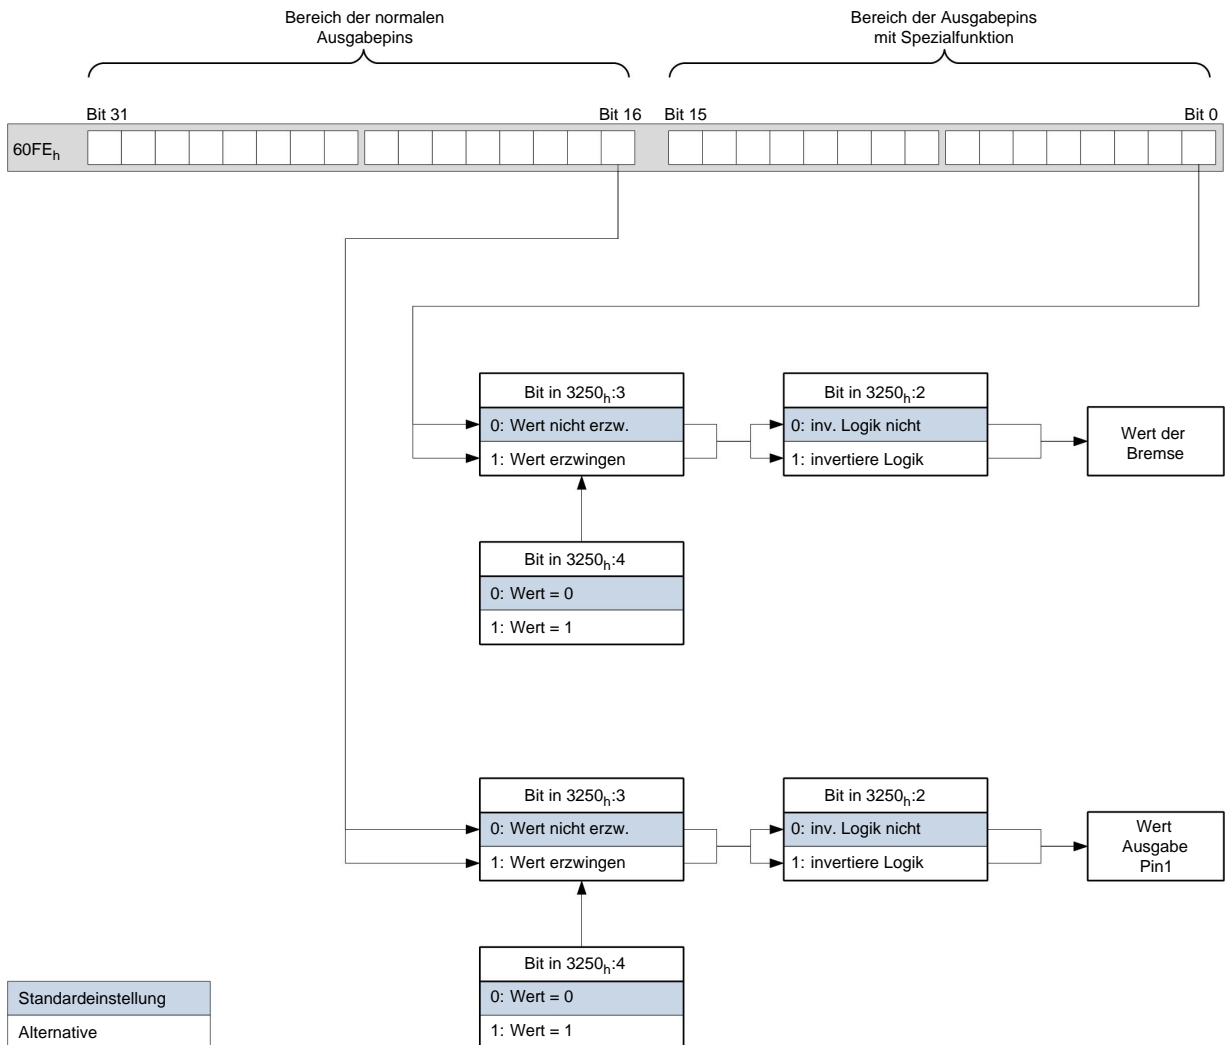 Bereich der normalen
Ausgabepins
Bereich der Ausgabepins
mit Spezialfunktion
Bit 31
Bit 16
Bit 15
Bit 0
60FEh
Bit in 3250h:3
0: Wert nicht erzw.
1: Wert erzwingen
Bit in 3250h:2
0: inv. Logik nicht
1: invertiere Logik
Wert der
Bremse
Bit in 3250h:4
0: Wert = 0
1: Wert = 1
Bit in 3250h:3
0: Wert nicht erzw.
1: Wert erzwingen
Bit in 3250h:2
0: inv. Logik nicht
1: invertiere Logik
Wert
Ausgabe
Pin1
Bit in 3250h:4
0: Wert = 0
1: Wert = 1
Standardeinstellung
Alternative